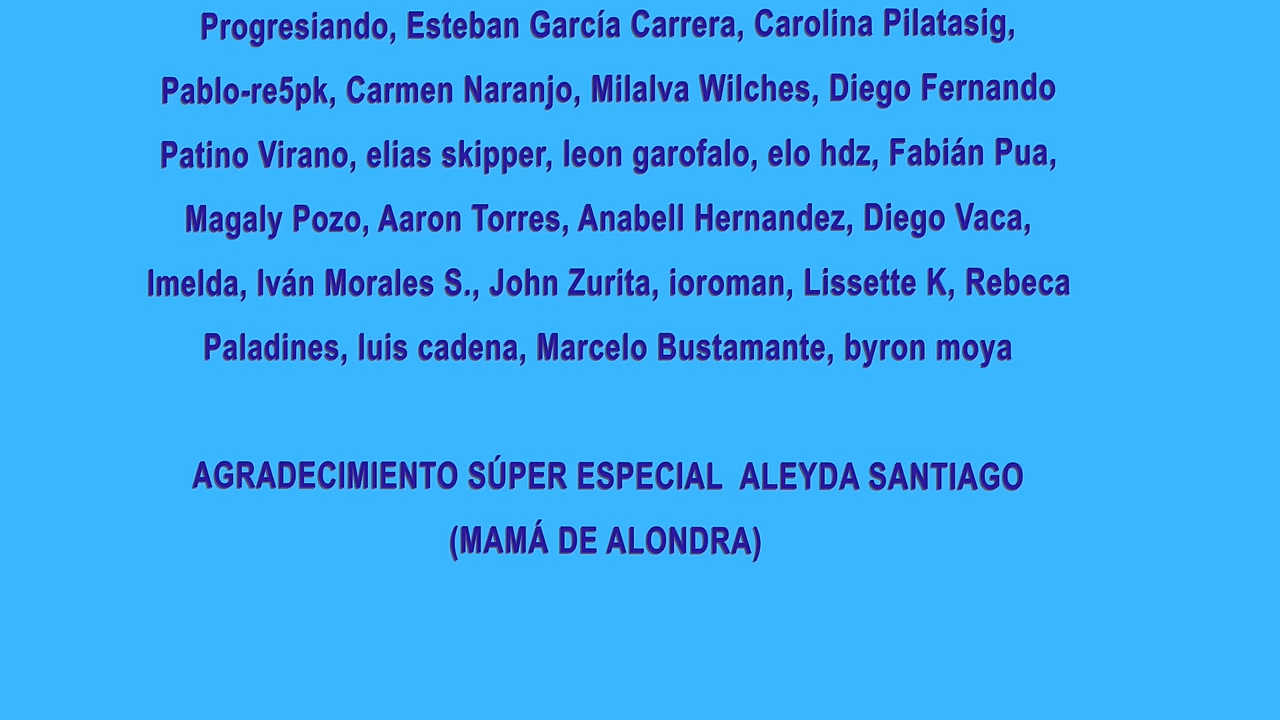 Progresiando, Esteban García Carrera, Carolina Pilatasig,
Pablo-re5pk, Carmen Naranjo, Milalva Wilches, Diego Fernando
Patino Virano, elias skipper, leon garofalo, elo hdz, Fabián Pua,
Magaly Pozo, Aaron Torres, Anabell Hernandez, Diego Vaca,
Imelda, Iván Morales S., John Zurita, ioroman, Lissette K, Rebeca
Paladines, luis cadena, Marcelo Bustamante, byron moya
AGRADECIMIENTO SÚPER ESPECIAL  ALEYDA SANTIAGO
(MAMÁ DE ALONDRA)